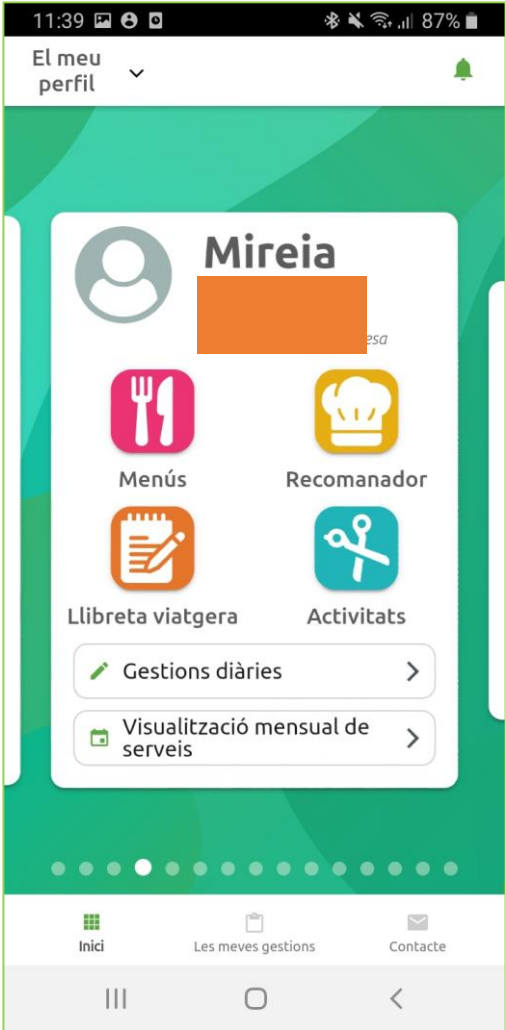 11:39 87%
El meu
perfil
Mireia
esa
Menús Recomanador
Llibreta viatgera Activitats
Gestions diàries
Visualització mensual de
serveis
Inici Les meves gestions Contacte